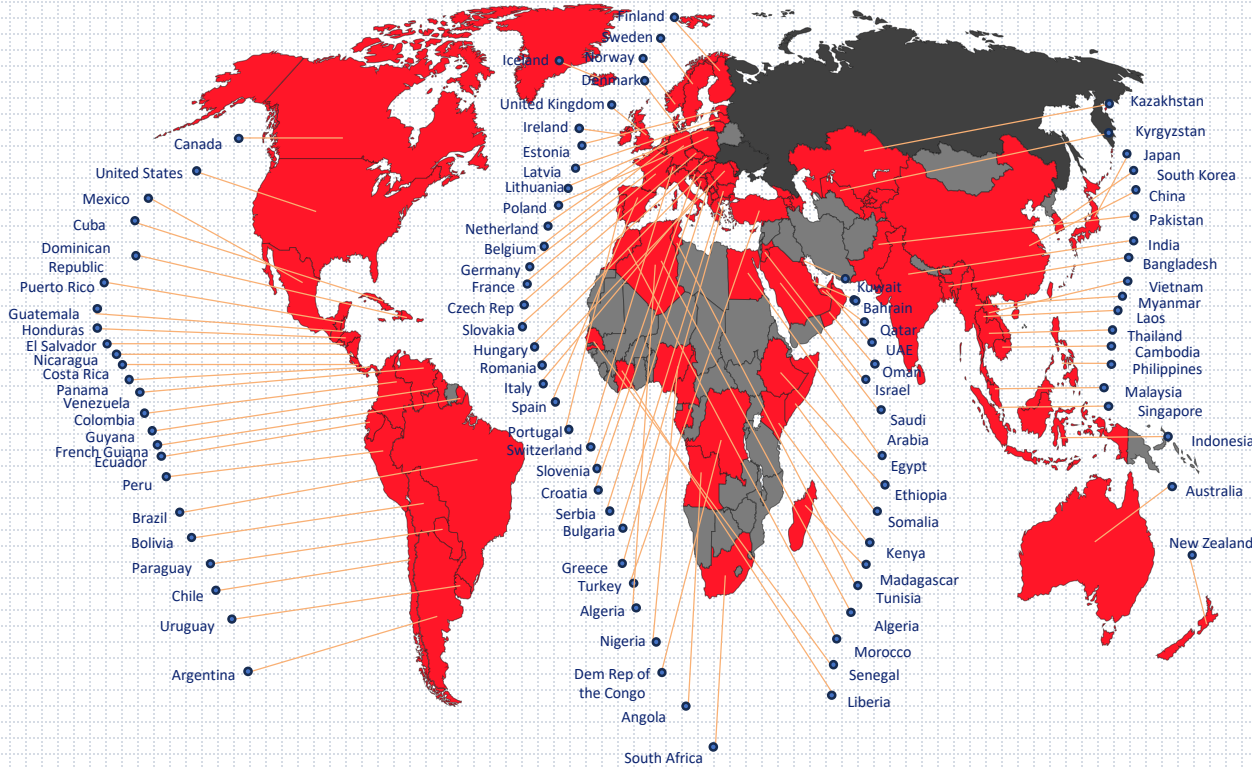 Canada
United States
Mexico
Cuba
Dominican
Republic
Puerto Rico
Guatemala
Honduras
El Salvador
Nicaragua
Costa Rica
Panama
Venezuela
Colombia
Guyana
French Guiana
Ecuador
Peru
Brazil
Bolivia
Paraguay
Chile
Uruguay
Argentina
Finland
Sweden
Iceland
Norway
Denmark
United Kingdom
Ireland
Estonia
Latvia
Lithuania
Poland
Netherland
Belgium
Germany
France
Czech Rep
Slovakia
Hungary
Romania
Italy
Spain
Portugal
Switzerland
Slovenia
Croatia
Serbia
Bulgaria
Greece
Turkey
Algeria
Nigeria
Dem Rep of
the Congo
Angola
South Africa
Kazakhstan
Kyrgyzstan
Japan
South Korea
China
Pakistan
India
Bangladesh
Vietnam
Myanmar
Laos
Thailand
Cambodia
Philippines
Malaysia
Singapore
Indonesia
Australia
New Zealand
Kuwait
Bahrain
Qatar
UAE
Oman
Israel
Saudi
Arabia
Egypt
Ethiopia
Somalia
Kenya
Madagascar
Tunisia
Algeria
Morocco
Senegal
Liberia